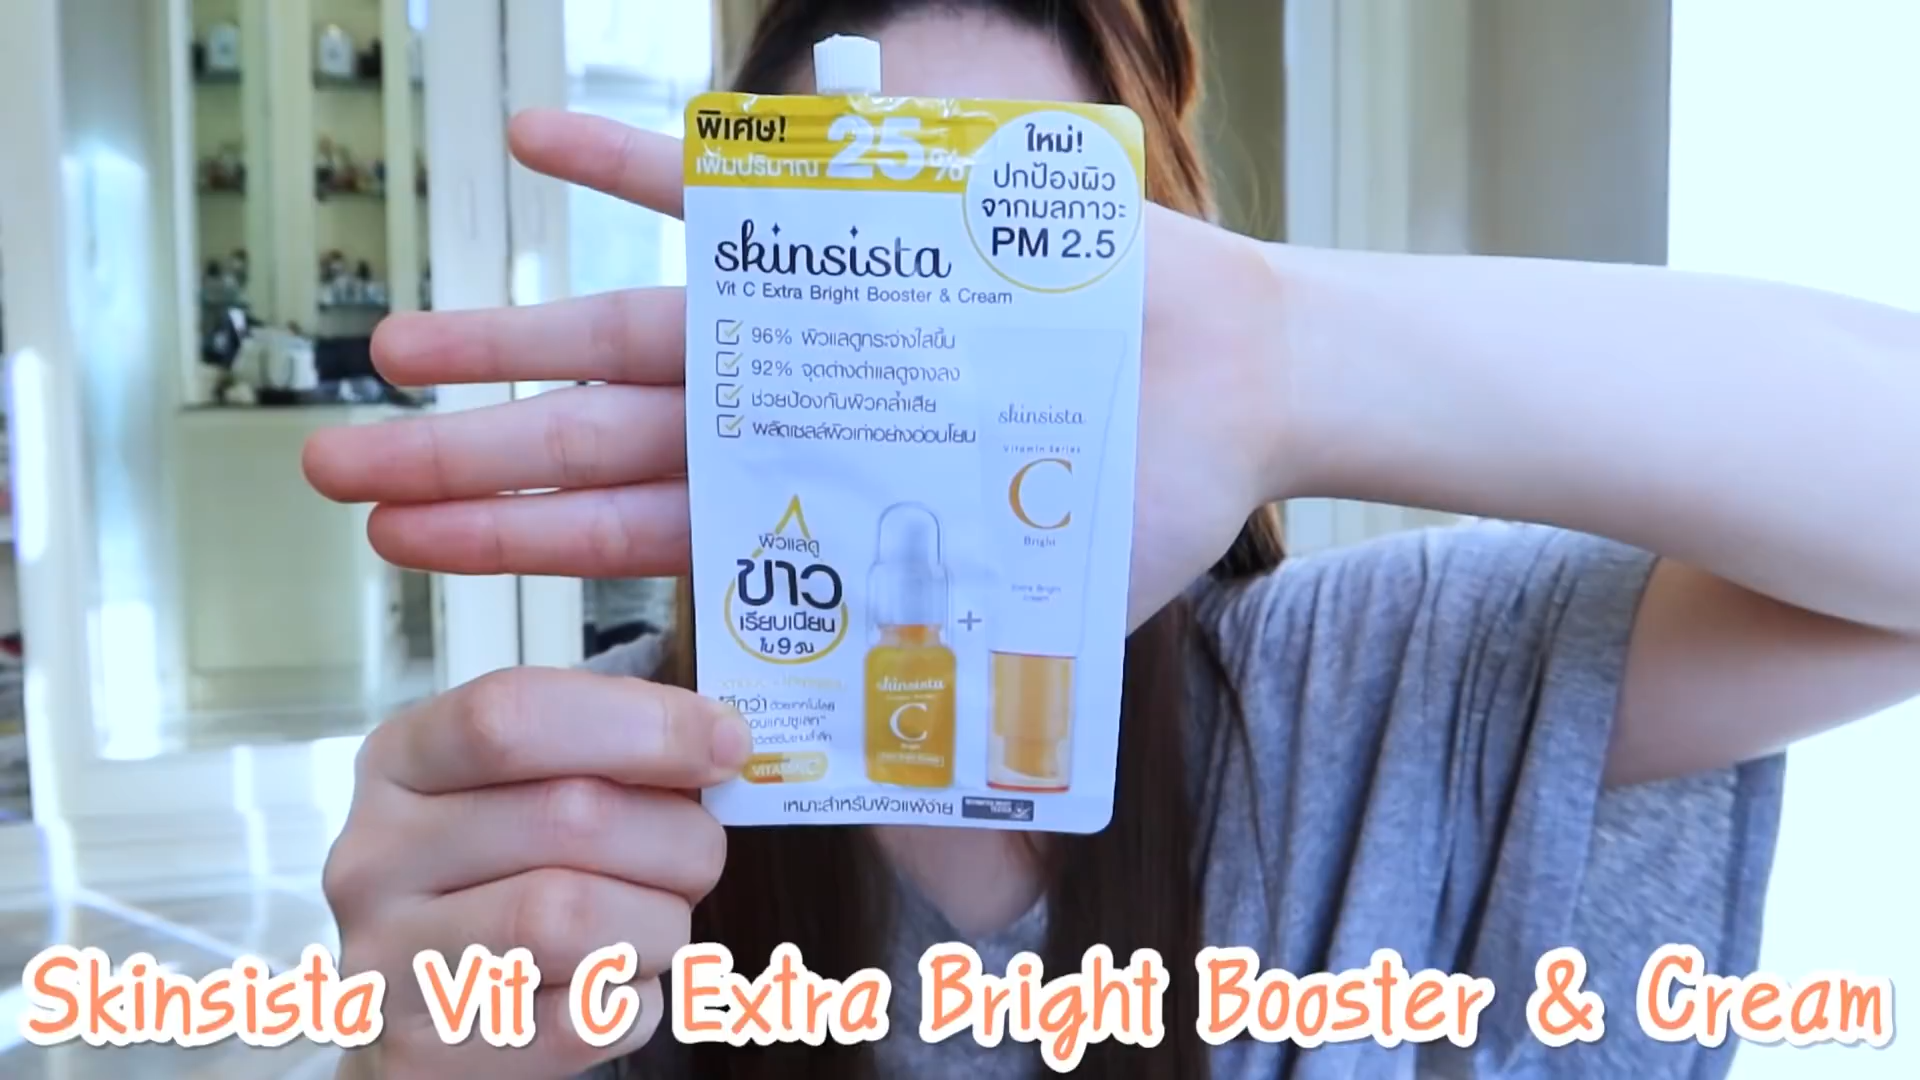 พิเศษ!
เพิ่มปริมาณ 25%
ใหม่!
ปกป้องผิว
จากมลภาวะ
PM 2.5
skinsista
Vit C Extra Bright Booster & Cream
96% ผิวแลดูกระจ่างใสขึ้น
92% จุดด่างดำแลดูจางลง
ช่วยป้องกันผิวคล้ำเสีย
ผลัดเซลล์ผิวเก่าอย่างอ่อนโยน
ผิวแลดู
ขาว
เรียบเนียน
ใน 9 วัน
skinsista
Vitamin Series
C
Bright
Extra Bright
Cream
+
skinsista
C
Bright
VITAMIN C
เหมาะสำหรับผิวแพ้ง่าย
Skinsista Vit C Extra Bright Booster & Cream